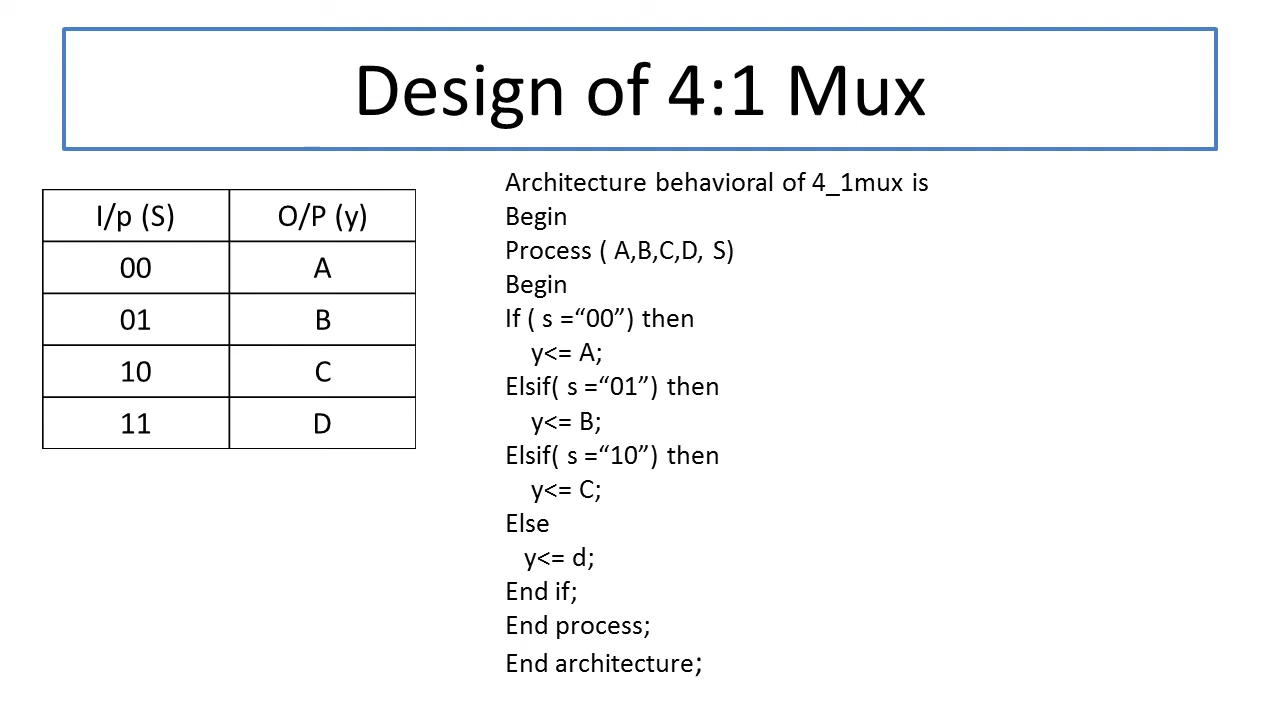 Design of 4:1 Mux
I/p (S) O/P (y)
00 A
01 B
10 C
11 D
Architecture behavioral of 4_1mux is
Begin
Process ( A,B,C,D, S)
Begin
If ( s =“00”) then
y<= A;
Elsif( s =“01”) then
y<= B;
Elsif( s =“10”) then
y<= C;
Else
y<= d;
End if;
End process;
End architecture;